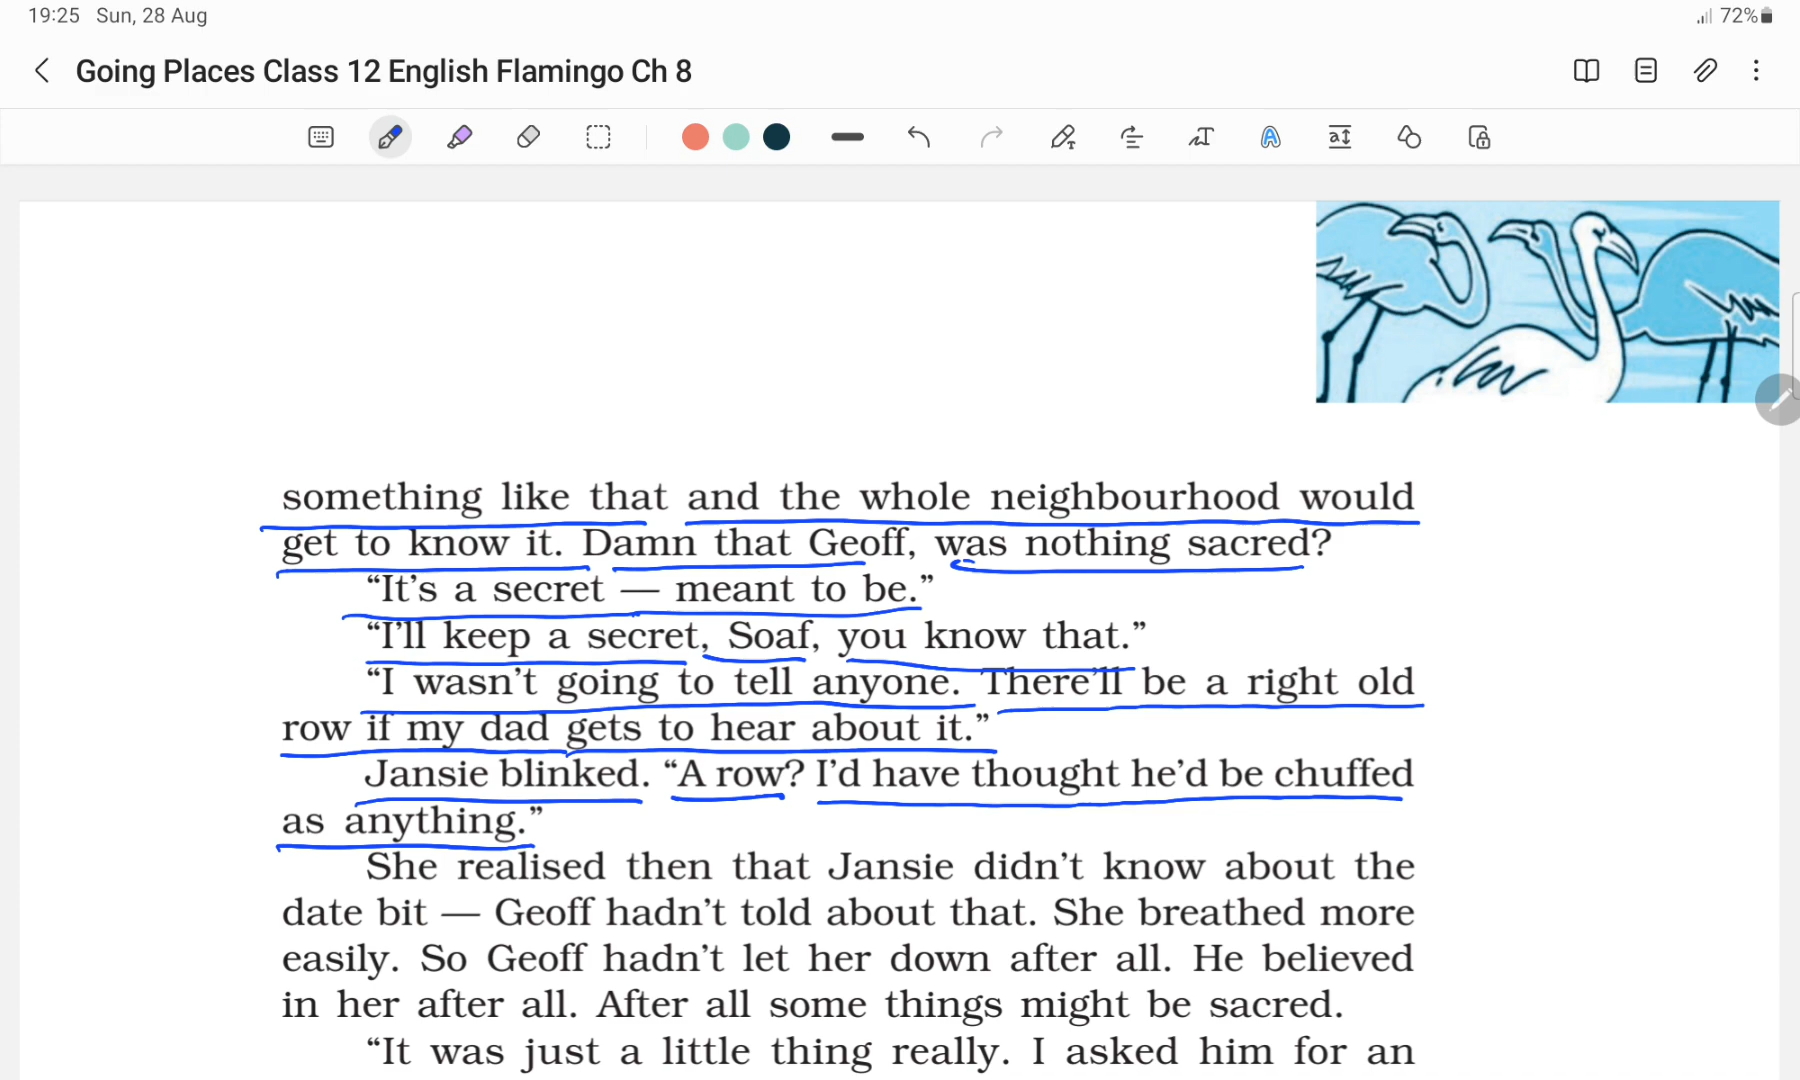 19:25 Sun, 28 Aug 72%
Going Places Class 12 English Flamingo Ch 8
something like that and the whole neighbourhood would
get to know it. Damn that Geoff, was nothing sacred?
“It’s a secret — meant to be.”
“I’ll keep a secret, Soaf, you know that.”
“I wasn’t going to tell anyone. There’ll be a right old
row if my dad gets to hear about it.”
Jansie blinked. “A row? I’d have thought he’d be chuffed
as anything.”
She realised then that Jansie didn’t know about the
date bit — Geoff hadn’t told about that. She breathed more
easily. So Geoff hadn’t let her down after all. He believed
in her after all. After all some things might be sacred.
“It was just a little thing really. I asked him for an